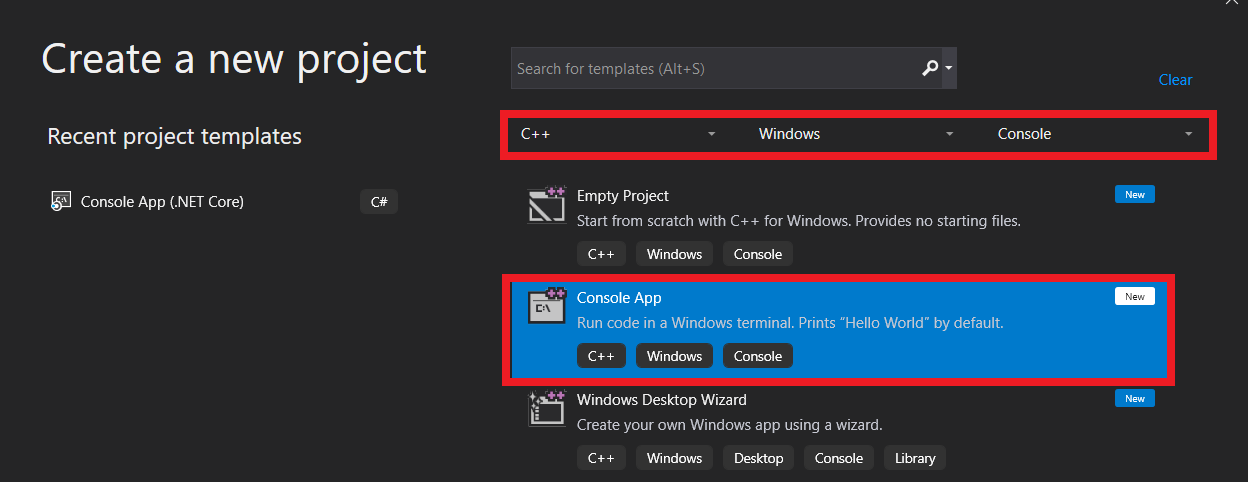 Create a new project
Search for templates (Alt+S)
Clear
Recent project templates
C++ Windows Console
Console App (.NET Core) C#
Empty Project New
Start from scratch with C++ for Windows. Provides no starting files.
C++ Windows Console
C:\ Console App New
Run code in a Windows terminal. Prints “Hello World” by default.
C++ Windows Console
Windows Desktop Wizard New
Create your own Windows app using a wizard.
C++ Windows Desktop Console Library